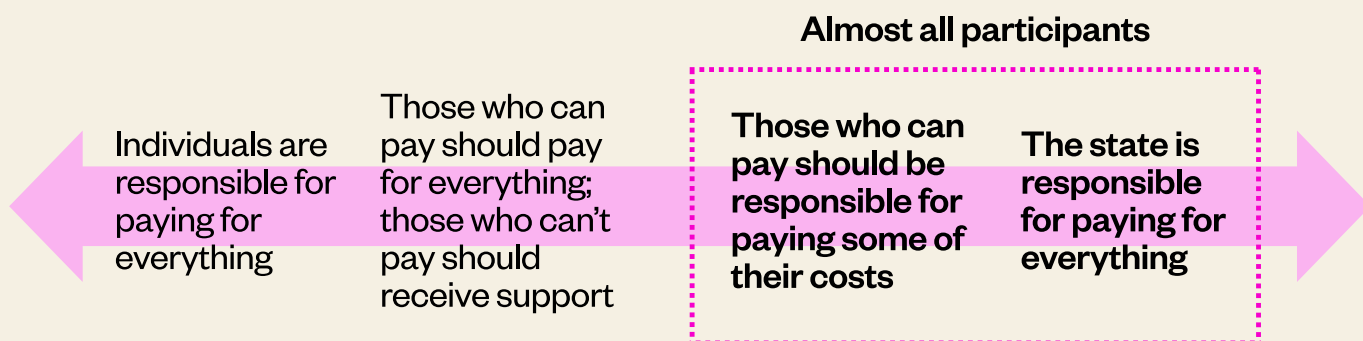 Almost all participants
Individuals are
responsible for
paying for
everything
Those who can
pay should pay
for everything;
those who can’t
pay should
receive support
Those who can
pay should be
responsible for
paying some of
their costs
The state is
responsible
for paying for
everything